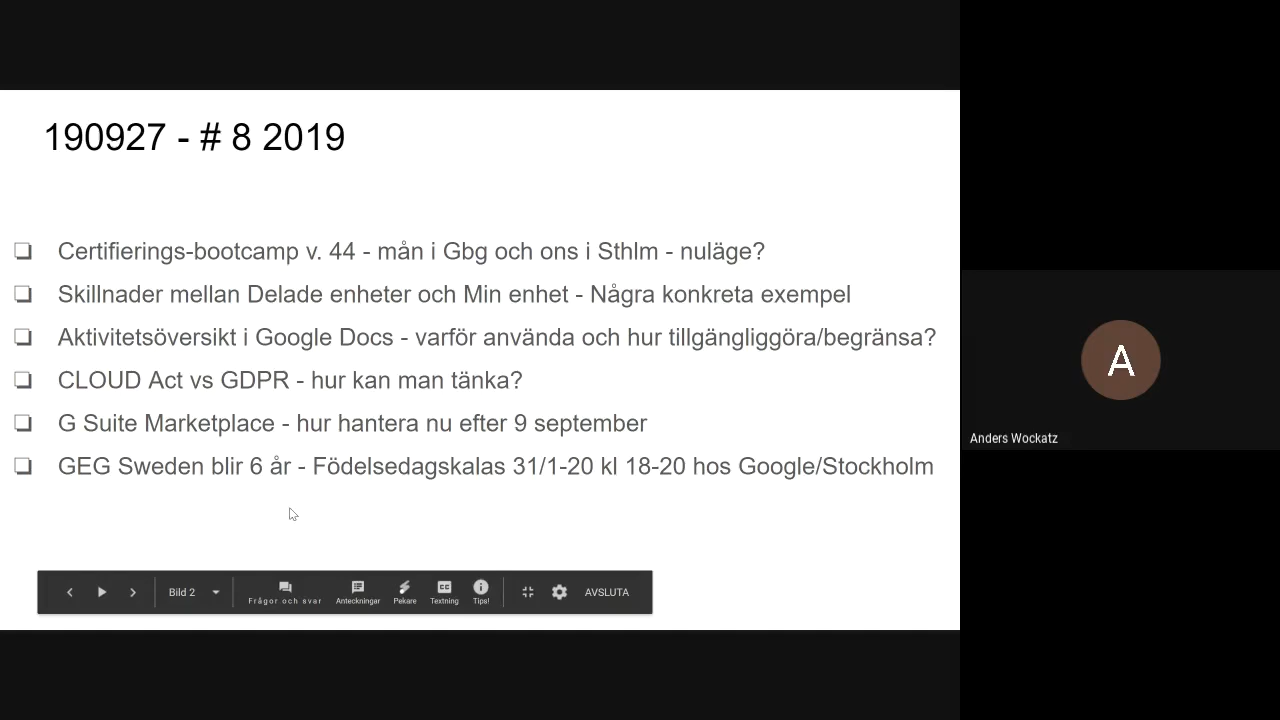 190927 - # 8 2019
Certifierings-bootcamp v. 44 - mån i Gbg och ons i Sthlm - nuläge?
Skillnader mellan Delade enheter och Min enhet - Några konkreta exempel
Aktivitetsöversikt i Google Docs - varför använda och hur tillgängliggöra/begränsa?
CLOUD Act vs GDPR - hur kan man tänka?
G Suite Marketplace - hur hantera nu efter 9 september
GEG Sweden blir 6 år - Födelsedagskalas 31/1-20 kl 18-20 hos Google/Stockholm
Bild 2
Frågor och svar
Anteckningar
Pekare
CC
Textning
Tips!
AVSLUTA
A
Anders Wockatz